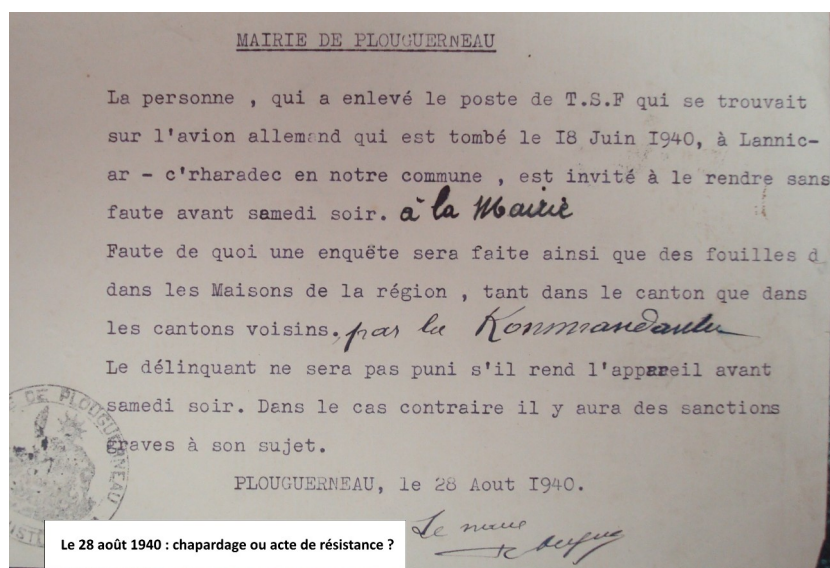 MAIRIE DE PLOUGUERNEAU
La personne , qui a enlevé le poste de T.S.F qui se trouvait
sur l'avion allemand qui est tombé le I8 Juin I940, à Lannic-
ar - c'rharadec en notre commune , est invité à le rendre sans
faute avant samedi soir. à la Mairie
Faute de quoi une enquëte sera faite ainsi que des fouilles d
dans les Maisons de la région , tant dans le canton que dans
les cantons voisins. par la Kommandantu
Le délinquant ne sera pas puni s'il rend l'appareil avant
samedi soir. Dans le cas contraire il y aura des sanctions
graves à son sujet.
PLOUGUERNEAU, le 28 Aout I940.
Le maire
DE PLOUGUERNEAU
Le 28 août 1940 : chapardage ou acte de résistance ?